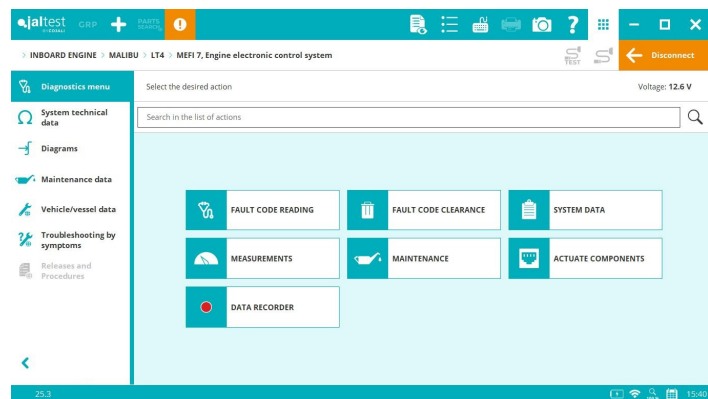 jaltest GRP PARTS SEARCH
BY COJALI
INBOARD ENGINE > MALIBU > LT4 > MEFI 7, Engine electronic control system
TEST
Disconnect
Diagnostics menu
System technical
data
Diagrams
Maintenance data
Vehicle/vessel data
Troubleshooting by
symptoms
Releases and
Procedures
Select the desired action
Voltage: 12.6 V
Search in the list of actions
FAULT CODE READING
FAULT CODE CLEARANCE
SYSTEM DATA
MEASUREMENTS
MAINTENANCE
ACTUATE COMPONENTS
DATA RECORDER
25.3
15:40